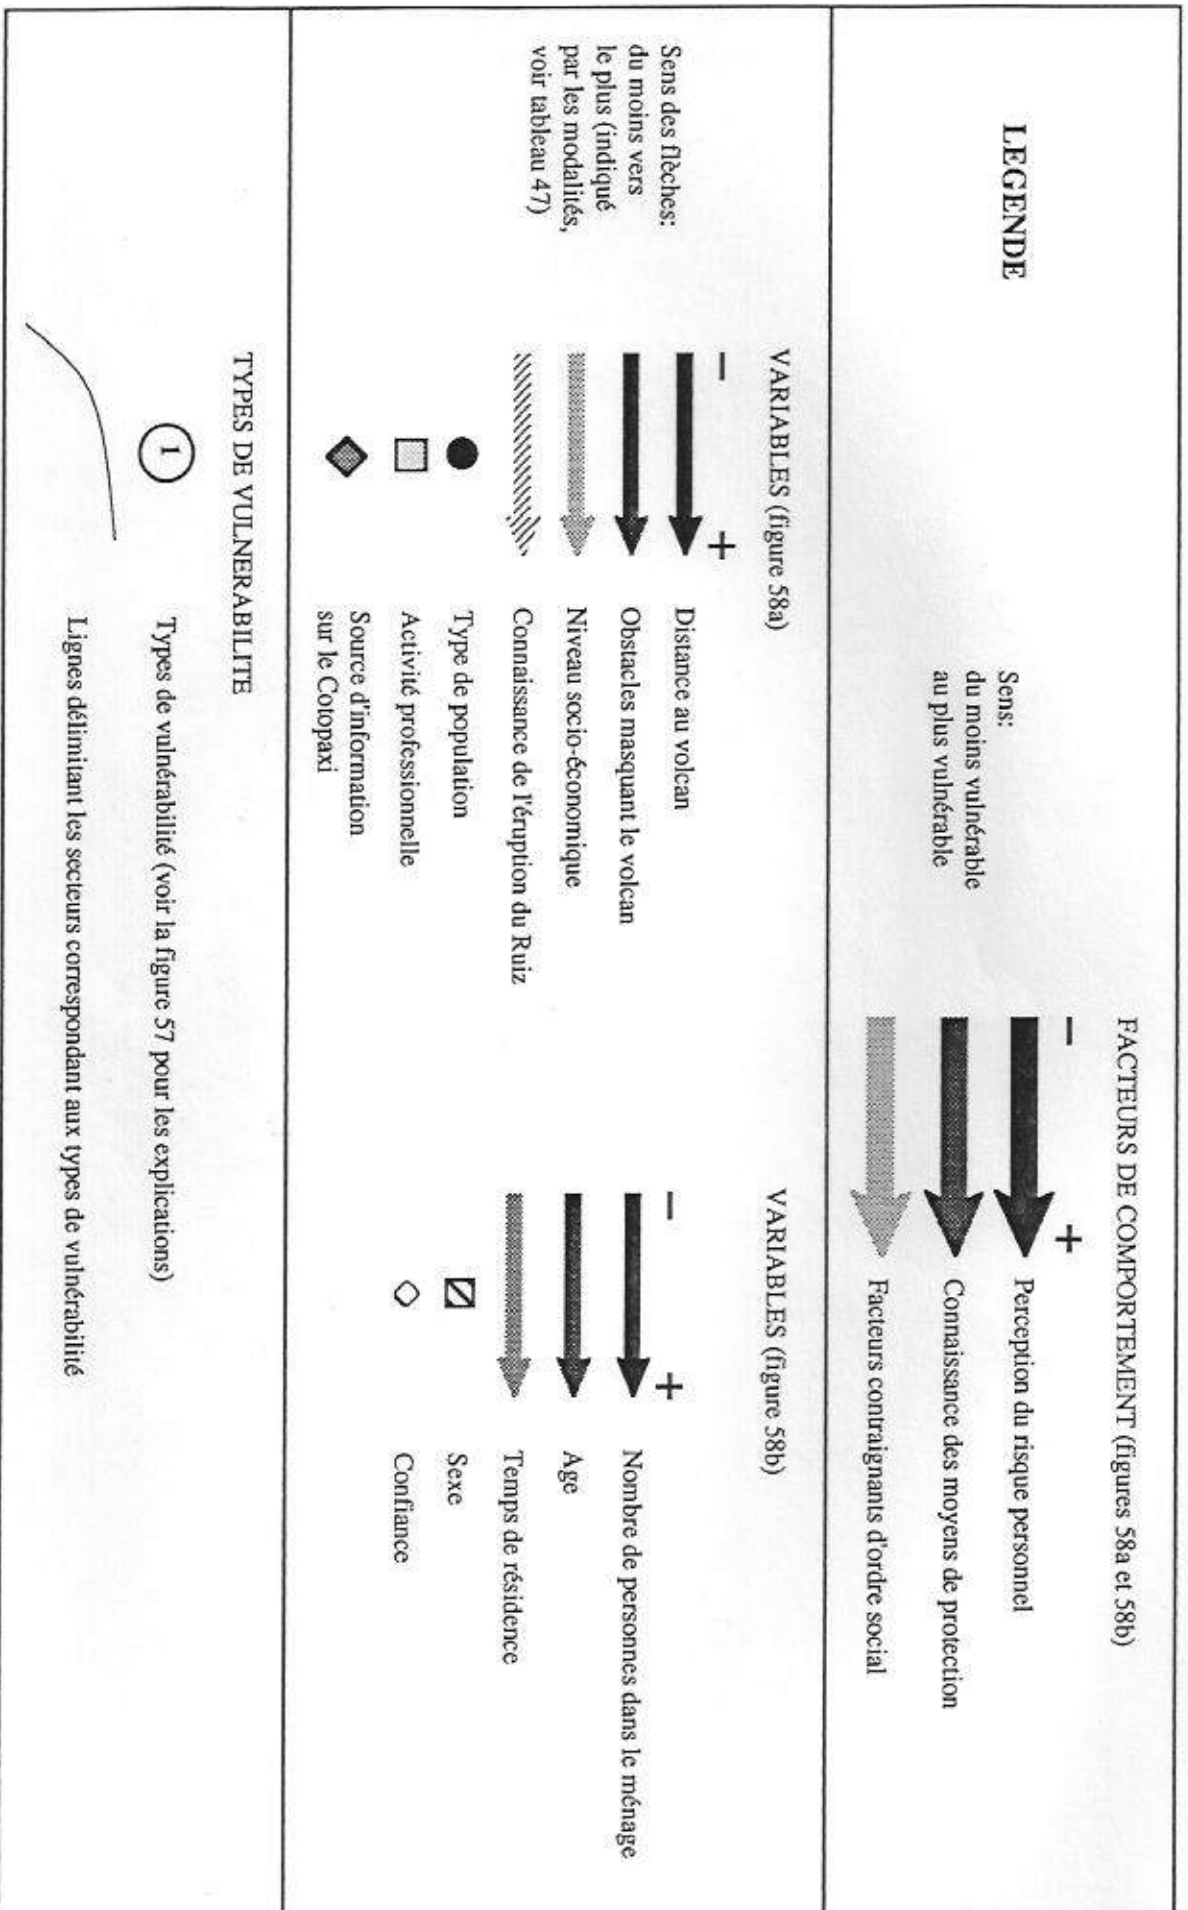 LEGENDE
FACTEURS DE COMPORTEMENT (figures 58a et 58b)
Sens:
du moins vulnérable
au plus vulnérable
− +
Perception du risque personnel
Connaissance des moyens de protection
Facteurs contraignants d'ordre social
VARIABLES (figure 58a)
Sens des flèches:
du moins vers
le plus (indiqué
par les modalités,
voir tableau 47)
− +
Distance au volcan
Obstacles masquant le volcan
Niveau socio-économique
Connaissance de l'éruption du Ruiz
Type de population
Activité professionnelle
Source d'information
sur le Cotopaxi
VARIABLES (figure 58b)
− +
Nombre de personnes dans le ménage
Age
Temps de résidence
Sexe
Confiance
TYPES DE VULNERABILITE
1
Types de vulnérabilité (voir la figure 57 pour les explications)
Lignes délimitant les secteurs correspondant aux types de vulnérabilité